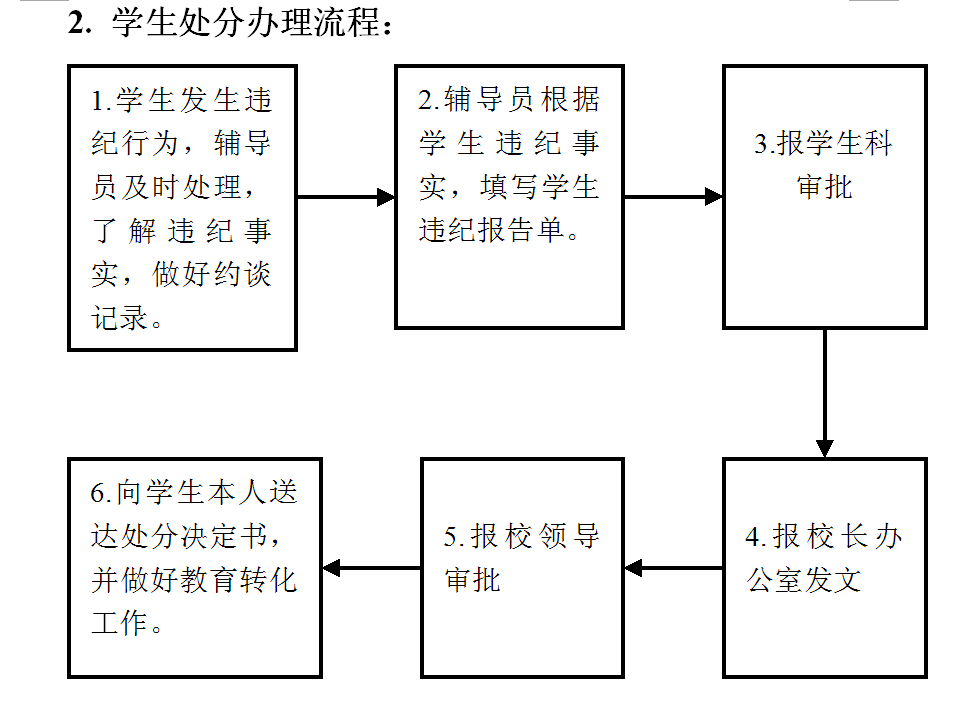 2. 学生处分办理流程：
1.学生发生违
纪行为，辅导
员及时处理，
了解违纪事
实，做好约谈
记录。
2.辅导员根据
学生违纪事
实，填写学生
违纪报告单。
3.报学生科
审批
4.报校长办
公室发文
5.报校领导
审批
6.向学生本人送
达处分决定书，
并做好教育转化
工作。